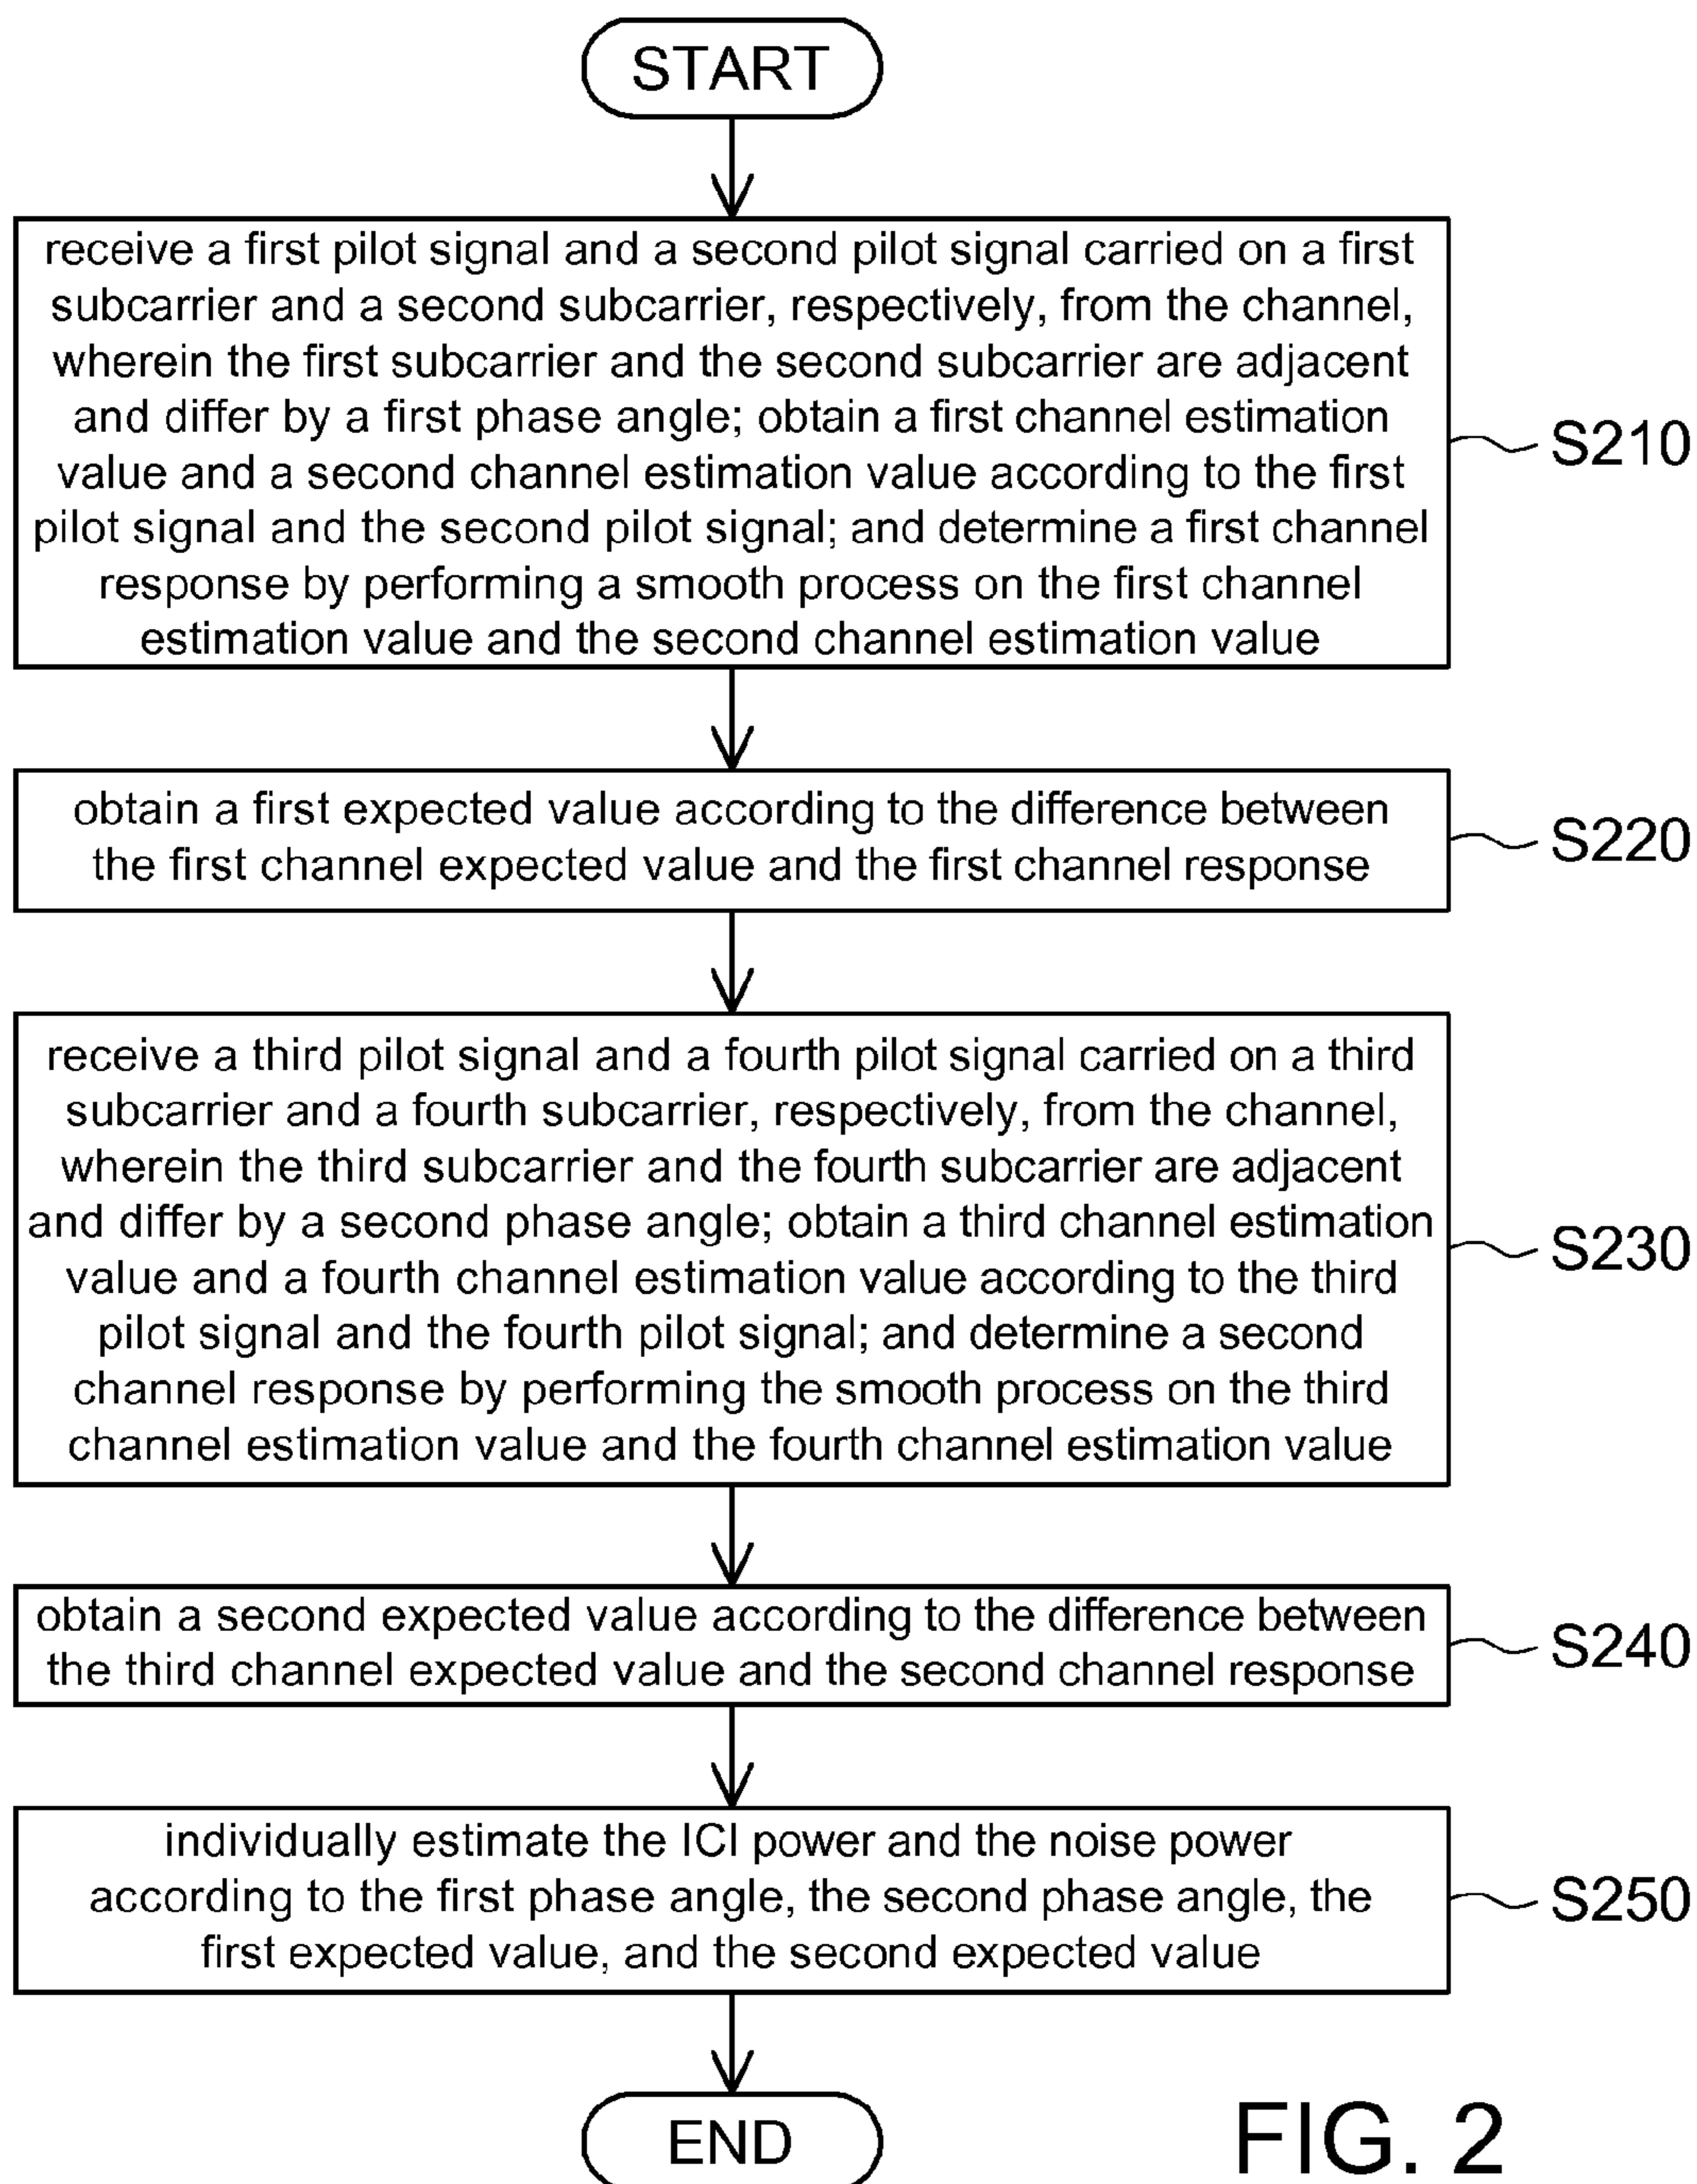 START
receive a first pilot signal and a second pilot signal carried on a first
subcarrier and a second subcarrier, respectively, from the channel,
wherein the first subcarrier and the second subcarrier are adjacent
and differ by a first phase angle; obtain a first channel estimation
value and a second channel estimation value according to the first
pilot signal and the second pilot signal; and determine a first channel
response by performing a smooth process on the first channel
estimation value and the second channel estimation value
S210
obtain a first expected value according to the difference between
the first channel expected value and the first channel response
S220
receive a third pilot signal and a fourth pilot signal carried on a third
subcarrier and a fourth subcarrier, respectively, from the channel,
wherein the third subcarrier and the fourth subcarrier are adjacent
and differ by a second phase angle; obtain a third channel estimation
value and a fourth channel estimation value according to the third
pilot signal and the fourth pilot signal; and determine a second
channel response by performing the smooth process on the third
channel estimation value and the fourth channel estimation value
S230
obtain a second expected value according to the difference between
the third channel expected value and the second channel response
S240
individually estimate the ICI power and the noise power
according to the first phase angle, the second phase angle, the
first expected value, and the second expected value
S250
END
FIG. 2